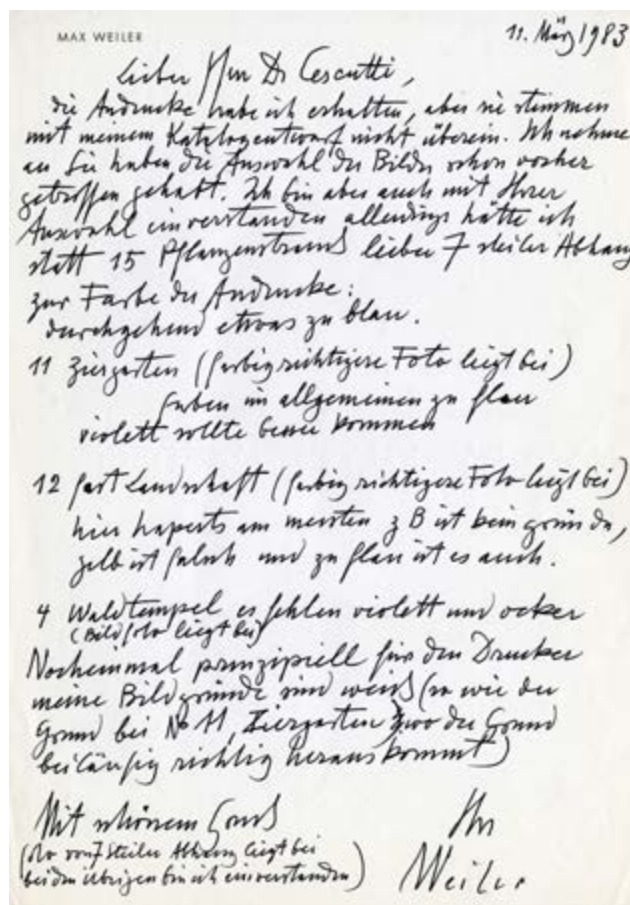 MAX WEILER
11. März 1983
Lieber Herr Dr Cescutti,
die Andrucke habe ich erhalten, aber sie stimmen
mit meinem Katalogentwurf nicht überein. Ich nehme
an Sie haben die Auswahl der Bilder schon vorher
getroffen gehabt. Ich bin aber auch mit Ihrer
Auswahl einverstanden allerdings hätte ich
statt 15 Pflanzenstrand lieber 7 steiler Abhang
zur Farbe der Andrucke:
durchgehend etwas zu blau.
11 Ziergarten (farbig richtigere Foto liegt bei)
Farben im allgemeinen zu flau
violett sollte besser kommen
12 fast Landschaft (farbig richtigere Foto liegt bei)
hier haperts am meisten z B ist kein grün da,
gelb ist falsch und zu flau ist es auch.
4 Waldtempel es fehlen violett und ocker
(Bildfoto liegt bei)
Nocheinmal prinzipiell für den Drucker
meine Bildgründe sind weiß (so wie der
Grund bei No 11, Ziergarten, wo der Grund
beiläufig richtig herauskommt)
Mit schönem Gruß
Ihr
(Foto von 7 steiler Abhang liegt bei
bei den übrigen bin ich einverstanden)
Weiler